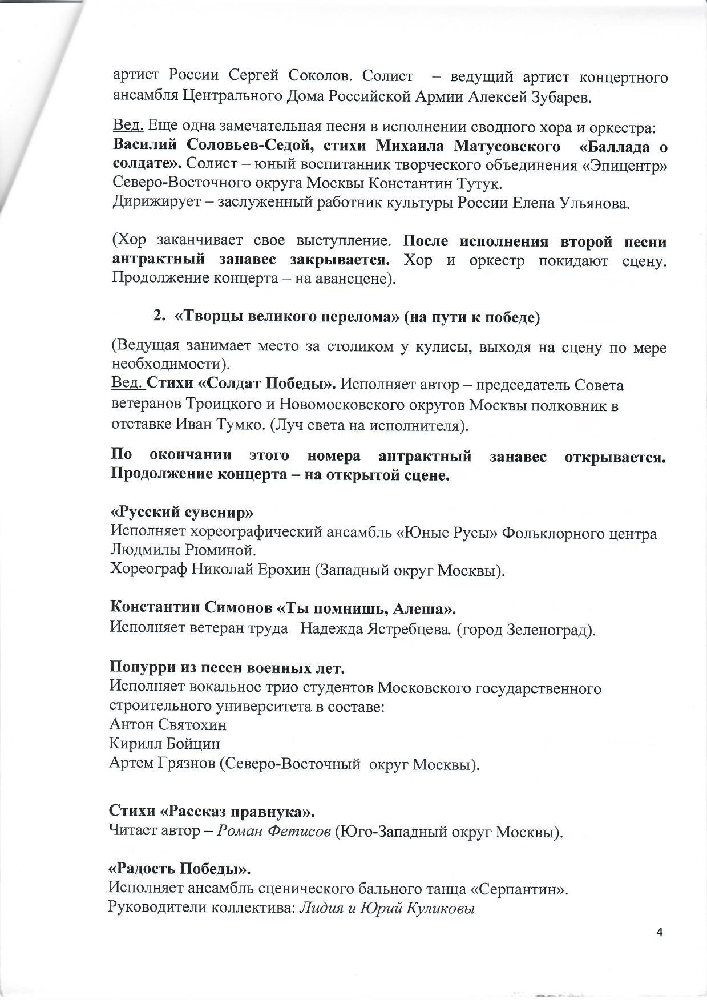 артист России Сергей Соколов. Солист – ведущий артист концертного
ансамбля Центрального Дома Российской Армии Алексей Зубарев.
Вед. Еще одна замечательная песня в исполнении сводного хора и оркестра:
Василий Соловьев-Седой, стихи Михаила Матусовского «Баллада о
солдате». Солист – юный воспитанник творческого объединения «Эпицентр»
Северо-Восточного округа Москвы Константин Тутук.
Дирижирует – заслуженный работник культуры России Елена Ульянова.
(Хор заканчивает свое выступление. После исполнения второй песни
антрактный занавес закрывается. Хор и оркестр покидают сцену.
Продолжение концерта – на авансцене).
2. «Творцы великого перелома» (на пути к победе)
(Ведущая занимает место за столиком у кулисы, выходя на сцену по мере
необходимости).
Вед. Стихи «Солдат Победы». Исполняет автор – председатель Совета
ветеранов Троицкого и Новомосковского округов Москвы полковник в
отставке Иван Тумко. (Луч света на исполнителя).
По окончании этого номера антрактный занавес открывается.
Продолжение концерта – на открытой сцене.
«Русский сувенир»
Исполняет хореографический ансамбль «Юные Русы» Фольклорного центра
Людмилы Рюминой.
Хореограф Николай Ерохин (Западный округ Москвы).
Константин Симонов «Ты помнишь, Алеша».
Исполняет ветеран труда Надежда Ястребцева. (город Зеленоград).
Попурри из песен военных лет.
Исполняет вокальное трио студентов Московского государственного
строительного университета в составе:
Антон Святохин
Кирилл Бойцин
Артем Грязнов (Северо-Восточный округ Москвы).
Стихи «Рассказ правнука».
Читает автор – Роман Фетисов (Юго-Западный округ Москвы).
«Радость Победы».
Исполняет ансамбль сценического бального танца «Серпантин».
Руководители коллектива: Лидия и Юрий Куликовы
4